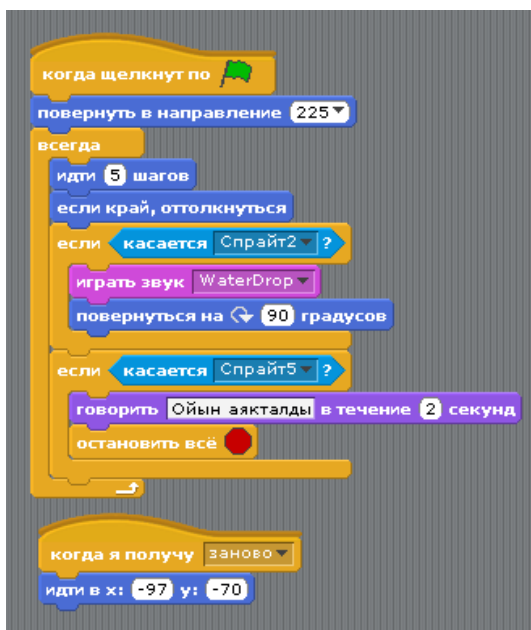 когда щелкнут по
повернуть в направление 225
всегда
идти 5 шагов
если край, оттолкнуться
если касается Спрайт2 ?
играть звук WaterDrop
повернуться на 90 градусов
если касается Спрайт5 ?
говорить Ойын аякталды в течение 2 секунд
остановить всё
когда я получу заново
идти в x: -97 y: -70